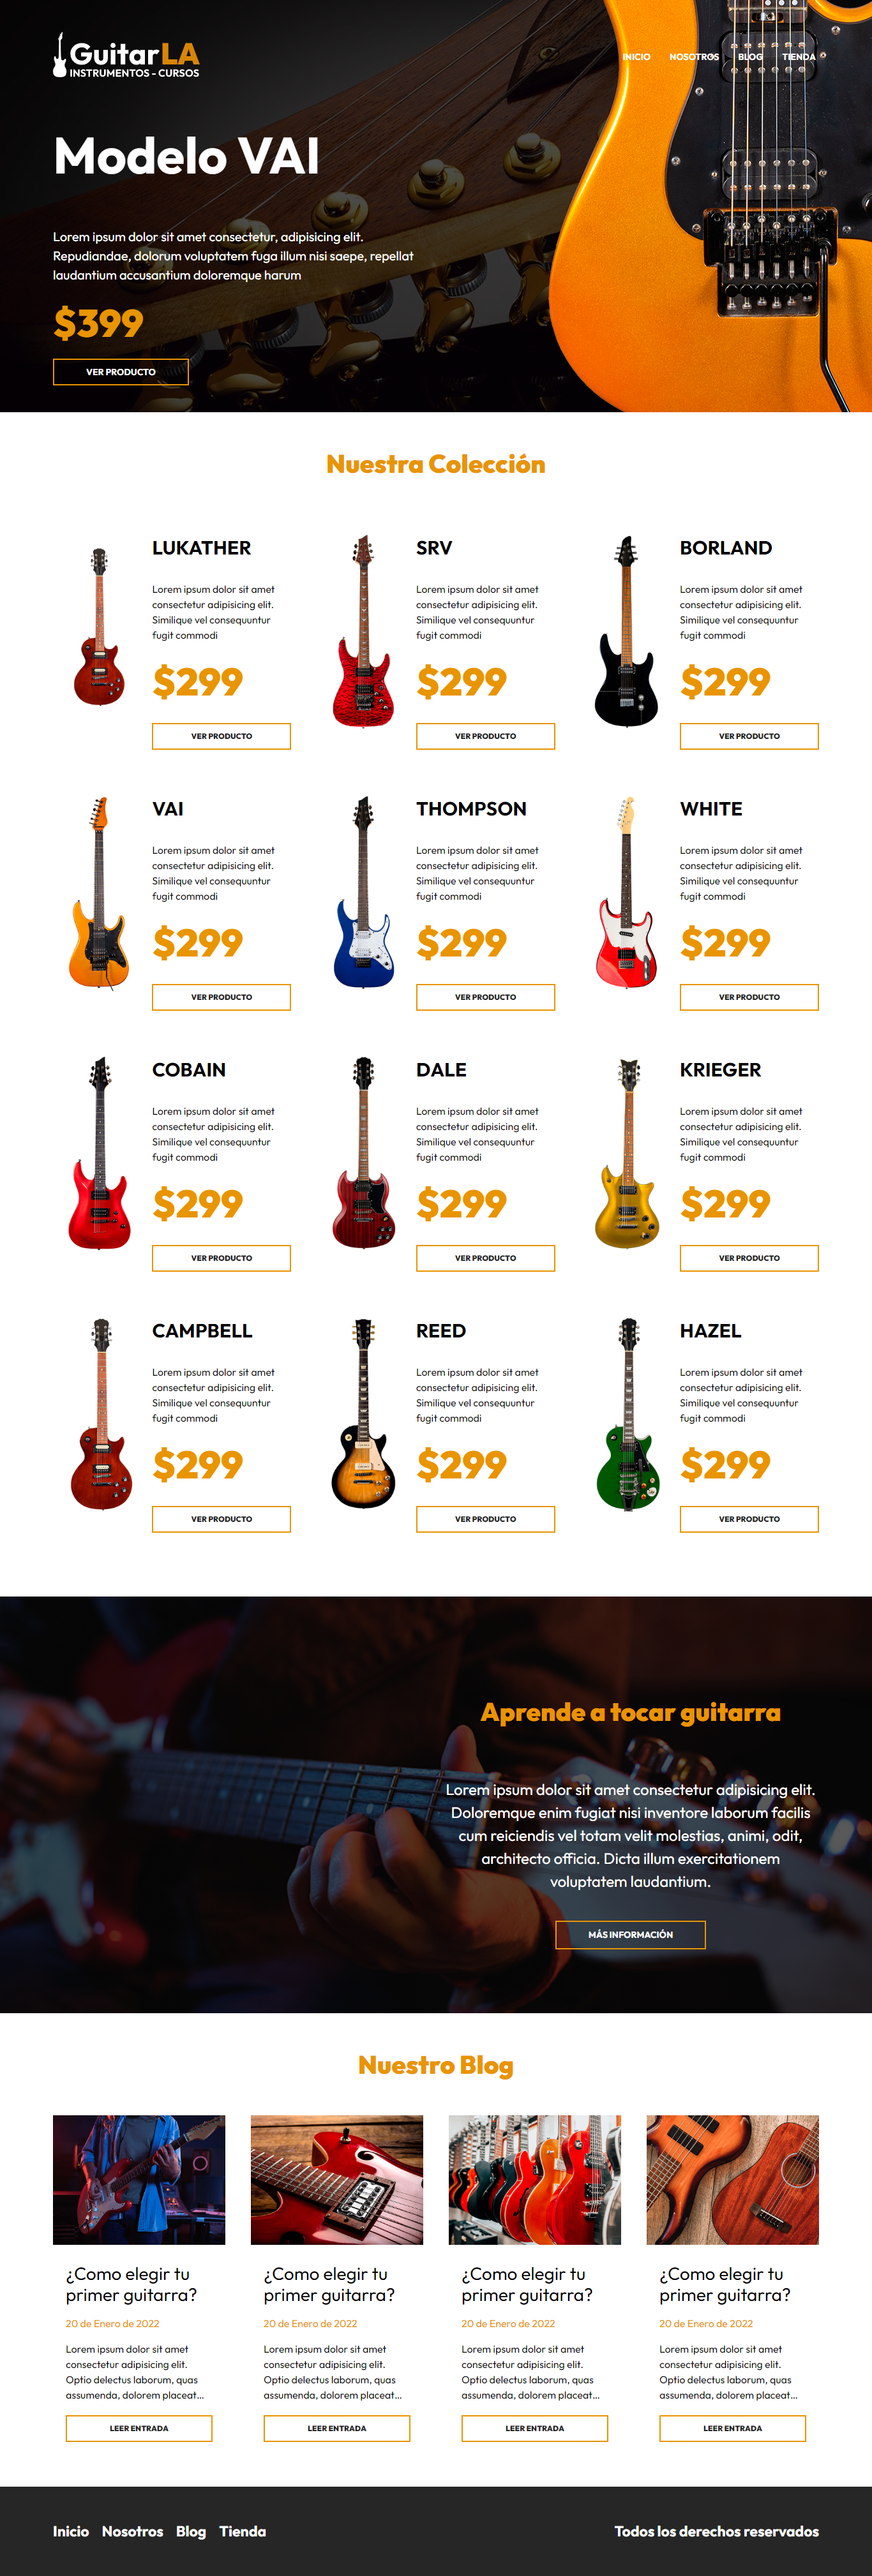 GuitarLA
INSTRUMENTOS - CURSOS
INICIO NOSOTROS BLOG TIENDA
Modelo VAI
Lorem ipsum dolor sit amet consectetur, adipisicing elit.
Repudiandae, dolorum voluptatem fuga illum nisi saepe, repellat
laudantium accusantium doloremque harum
$399
VER PRODUCTO
Nuestra Colección
LUKATHER
Lorem ipsum dolor sit amet
consectetur adipisicing elit.
Similique vel consequuntur
fugit commodi
$299
VER PRODUCTO
SRV
Lorem ipsum dolor sit amet
consectetur adipisicing elit.
Similique vel consequuntur
fugit commodi
$299
VER PRODUCTO
BORLAND
Lorem ipsum dolor sit amet
consectetur adipisicing elit.
Similique vel consequuntur
fugit commodi
$299
VER PRODUCTO
VAI
Lorem ipsum dolor sit amet
consectetur adipisicing elit.
Similique vel consequuntur
fugit commodi
$299
VER PRODUCTO
THOMPSON
Lorem ipsum dolor sit amet
consectetur adipisicing elit.
Similique vel consequuntur
fugit commodi
$299
VER PRODUCTO
WHITE
Lorem ipsum dolor sit amet
consectetur adipisicing elit.
Similique vel consequuntur
fugit commodi
$299
VER PRODUCTO
COBAIN
Lorem ipsum dolor sit amet
consectetur adipisicing elit.
Similique vel consequuntur
fugit commodi
$299
VER PRODUCTO
DALE
Lorem ipsum dolor sit amet
consectetur adipisicing elit.
Similique vel consequuntur
fugit commodi
$299
VER PRODUCTO
KRIEGER
Lorem ipsum dolor sit amet
consectetur adipisicing elit.
Similique vel consequuntur
fugit commodi
$299
VER PRODUCTO
CAMPBELL
Lorem ipsum dolor sit amet
consectetur adipisicing elit.
Similique vel consequuntur
fugit commodi
$299
VER PRODUCTO
REED
Lorem ipsum dolor sit amet
consectetur adipisicing elit.
Similique vel consequuntur
fugit commodi
$299
VER PRODUCTO
HAZEL
Lorem ipsum dolor sit amet
consectetur adipisicing elit.
Similique vel consequuntur
fugit commodi
$299
VER PRODUCTO
Aprende a tocar guitarra
Lorem ipsum dolor sit amet consectetur adipisicing elit.
Doloremque enim fugiat nisi inventore laborum facilis
cum reiciendis vel totam velit molestias, animi, odit,
architecto officia. Dicta illum exercitationem
voluptatem laudantium.
MÁS INFORMACIÓN
Nuestro Blog
¿Como elegir tu
primer guitarra?
20 de Enero de 2022
Lorem ipsum dolor sit amet
consectetur adipisicing elit.
Optio delectus laborum, quas
assumenda, dolorem placeat...
LEER ENTRADA
¿Como elegir tu
primer guitarra?
20 de Enero de 2022
Lorem ipsum dolor sit amet
consectetur adipisicing elit.
Optio delectus laborum, quas
assumenda, dolorem placeat...
LEER ENTRADA
¿Como elegir tu
primer guitarra?
20 de Enero de 2022
Lorem ipsum dolor sit amet
consectetur adipisicing elit.
Optio delectus laborum, quas
assumenda, dolorem placeat...
LEER ENTRADA
¿Como elegir tu
primer guitarra?
20 de Enero de 2022
Lorem ipsum dolor sit amet
consectetur adipisicing elit.
Optio delectus laborum, quas
assumenda, dolorem placeat...
LEER ENTRADA
Inicio Nosotros Blog Tienda
Todos los derechos reservados